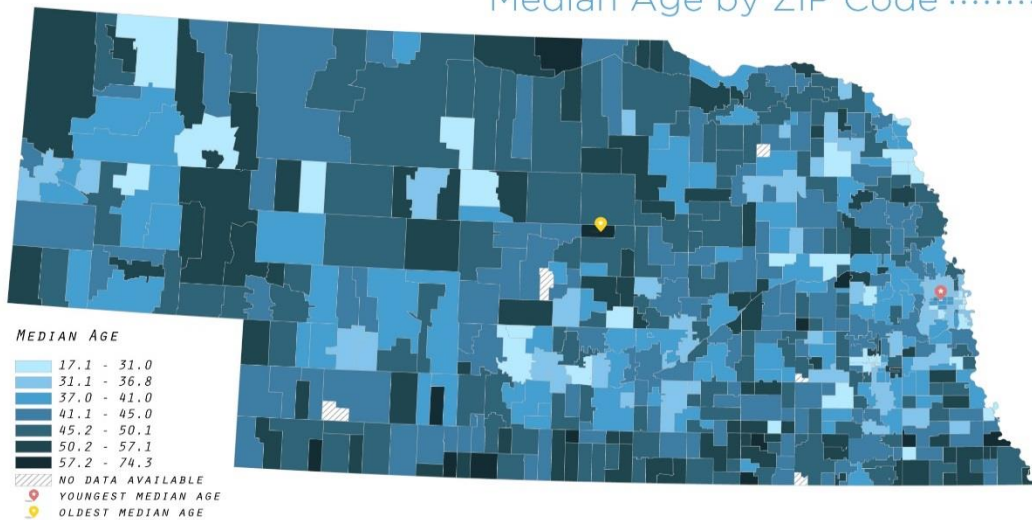 Median Age by ZIP Code
MEDIAN AGE
17.1 - 31.0
31.1 - 36.8
37.0 - 41.0
41.1 - 45.0
45.2 - 50.1
50.2 - 57.1
57.2 - 74.3
NO DATA AVAILABLE
YOUNGEST MEDIAN AGE
OLDEST MEDIAN AGE